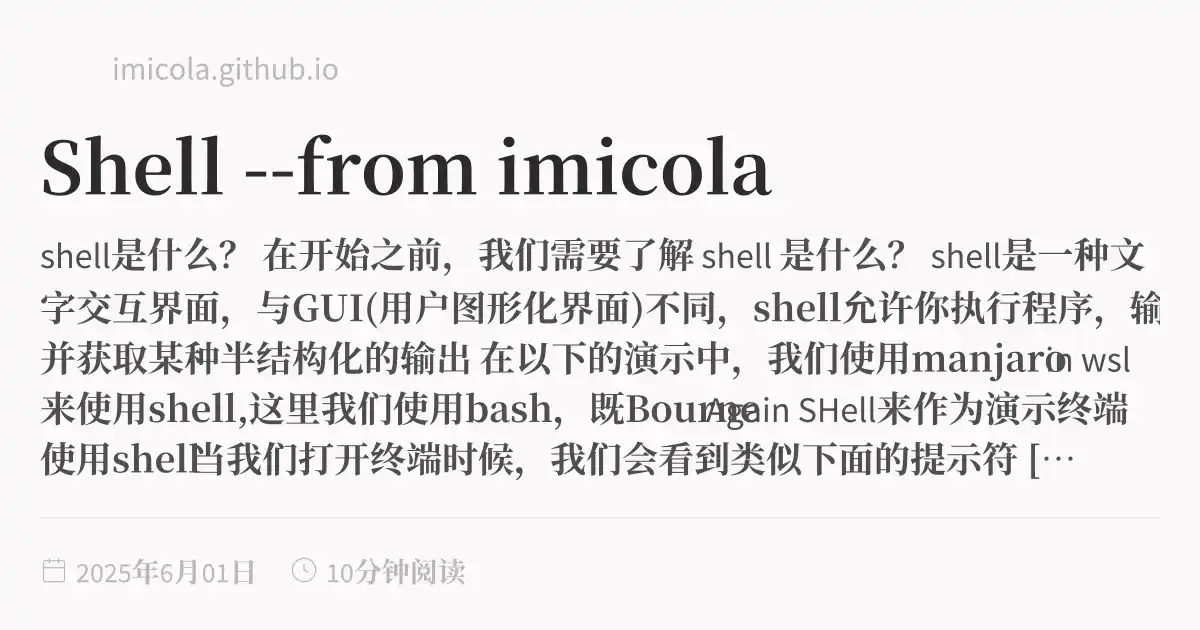 imicola.github.io
Shell --from imicola
shell是什么? 在开始之前，我们需要了解 shell 是什么? shell是一种文
字交互界面，与GUI(用户图形化界面)不同，shell允许你执行程序，输
并获取某种半结构化的输出 在以下的演示中，我们使用manjaro in wsl
来使用shell,这里我们使用bash，既Bourne Again SHell来作为演示终端
使用shell当我们打开终端时候，我们会看到类似下面的提示符 […
2025年6月01日 10分钟阅读